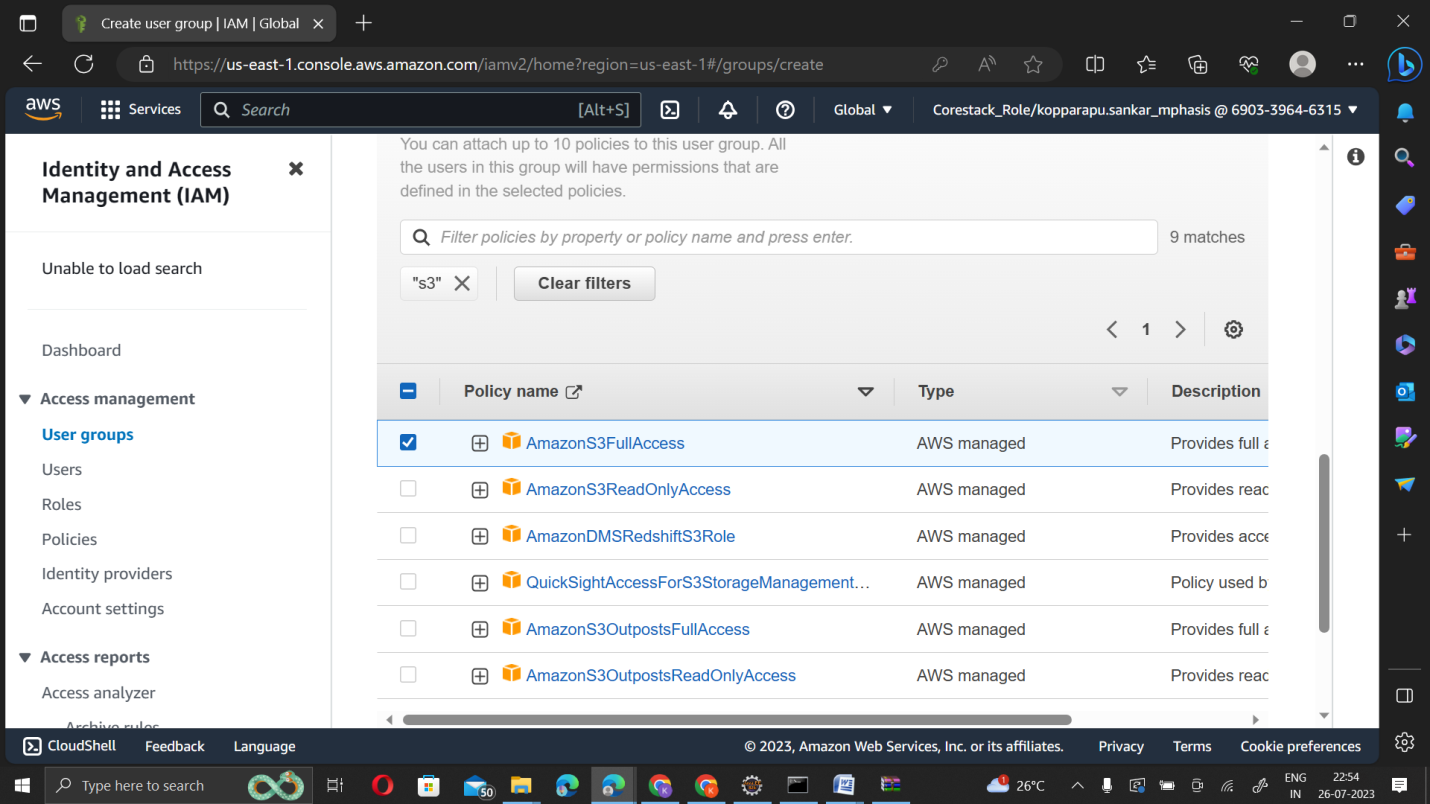 Create user group | IAM | Global
https://us-east-1.console.aws.amazon.com/iamv2/home?region=us-east-1#/groups/create
aws
Services
Search
[Alt+S]
Global
Corestack_Role/kopparapu.sankar_mphasis @ 6903-3964-6315
Identity and Access
Management (IAM)
Unable to load search
Dashboard
Access management
User groups
Users
Roles
Policies
Identity providers
Account settings
Access reports
Access analyzer
Archive rules
You can attach up to 10 policies to this user group. All
the users in this group will have permissions that are
defined in the selected policies.
Filter policies by property or policy name and press enter.
9 matches
"s3"
Clear filters
1
Policy name
Type
Description
AmazonS3FullAccess
AWS managed
Provides full a
AmazonS3ReadOnlyAccess
AWS managed
Provides read
AmazonDMSRedshiftS3Role
AWS managed
Provides acce
QuickSightAccessForS3StorageManagement...
AWS managed
Policy used b
AmazonS3OutpostsFullAccess
AWS managed
Provides full a
AmazonS3OutpostsReadOnlyAccess
AWS managed
Provides read
CloudShell
Feedback
Language
© 2023, Amazon Web Services, Inc. or its affiliates.
Privacy
Terms
Cookie preferences
Type here to search
50
1
26°C
ENG
IN
22:54
26-07-2023